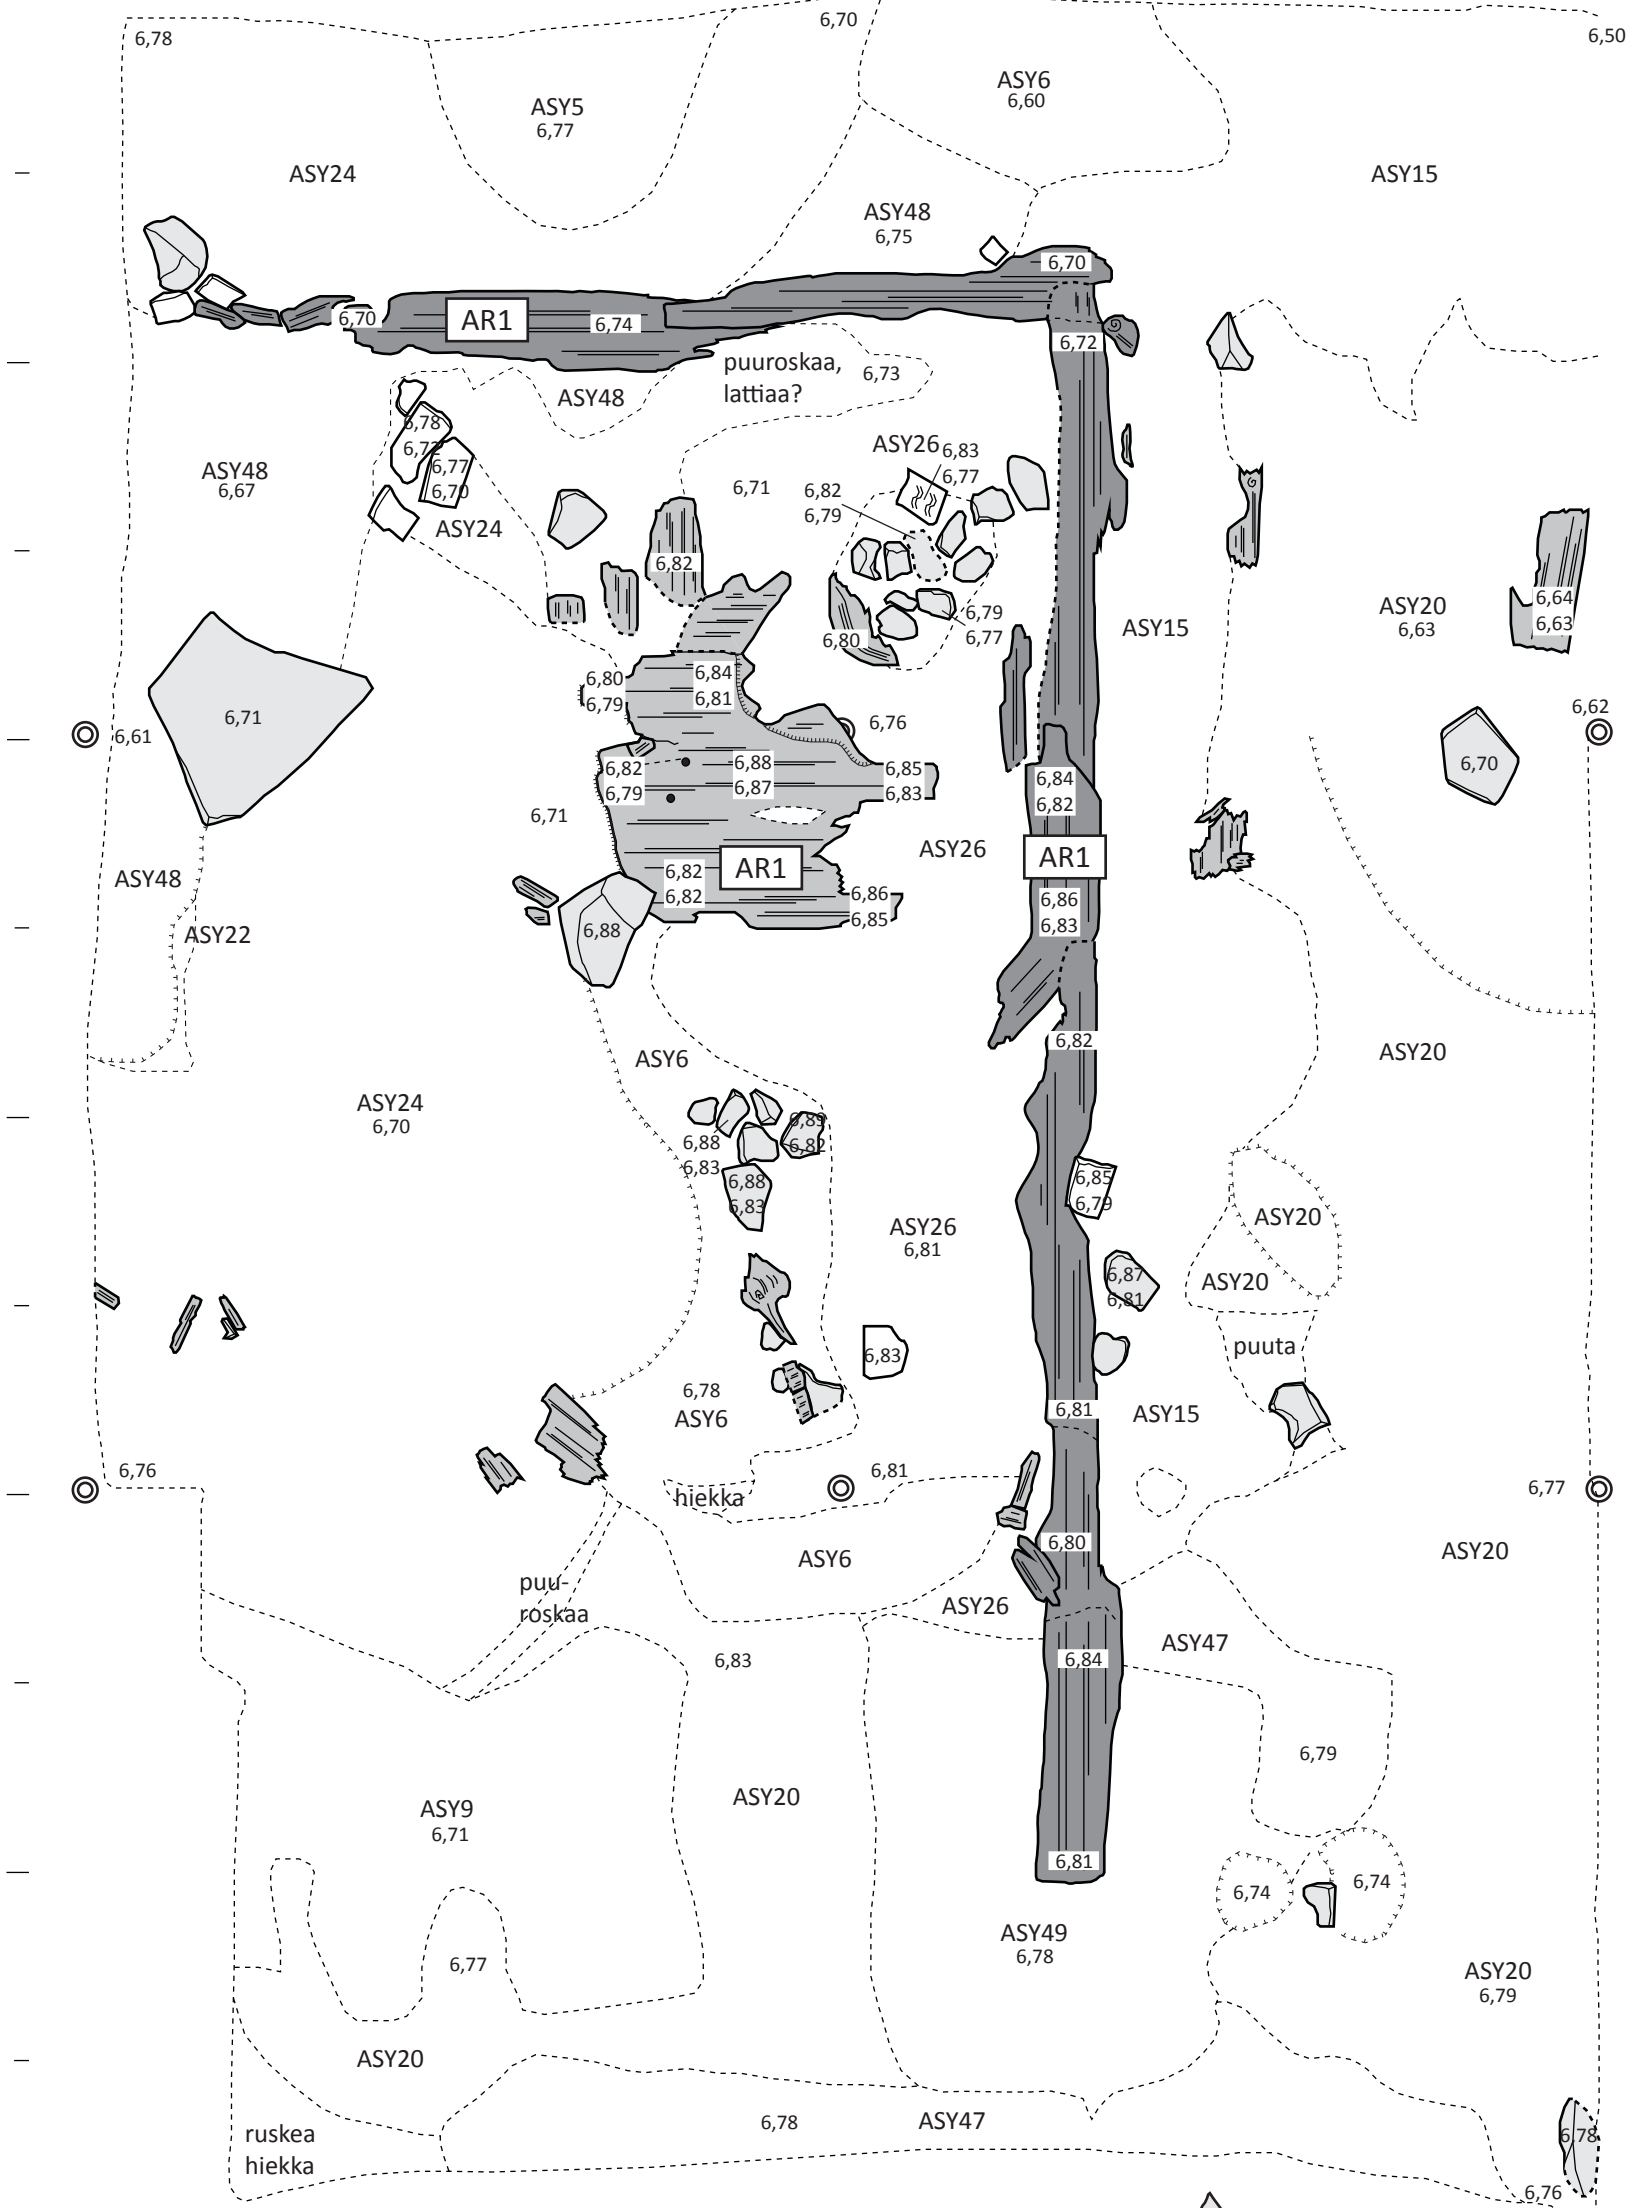 6,70
6,78
6,50
ASY6
6,60
ASY5
6,77
ASY24
ASY15
ASY48
6,75
6,70
6,70
AR1
6,74
6,72
puuroskaa,
lattiaa?
6,73
ASY48
6,78
6,72
6,77
6,70
ASY24
ASY48
6,67
ASY26
6,83
6,77
6,71
6,82
6,79
6,82
6,79
6,77
6,80
ASY15
ASY20
6,63
6,64
6,63
6,80
6,79
6,84
6,81
6,71
6,61
6,76
6,62
6,70
6,82
6,79
6,88
6,87
6,85
6,83
6,84
6,82
6,71
ASY26
AR1
AR1
6,82
6,82
6,86
6,85
6,86
6,83
ASY48
ASY22
6,88
6,82
ASY6
ASY20
ASY24
6,70
6,88
6,83
6,89
6,82
6,88
6,83
6,85
6,79
ASY26
6,81
ASY20
ASY20
6,87
6,81
puuta
6,83
6,78
ASY6
6,81
ASY15
6,76
6,81
6,77
hiekka
6,80
ASY6
ASY20
puu-
roskaa
ASY26
ASY47
6,83
6,84
6,79
ASY20
ASY9
6,71
6,81
6,74
6,74
ASY49
6,78
6,77
ASY20
6,79
ASY20
6,78
ASY47
ruskea
hiekka
6,78
6,76